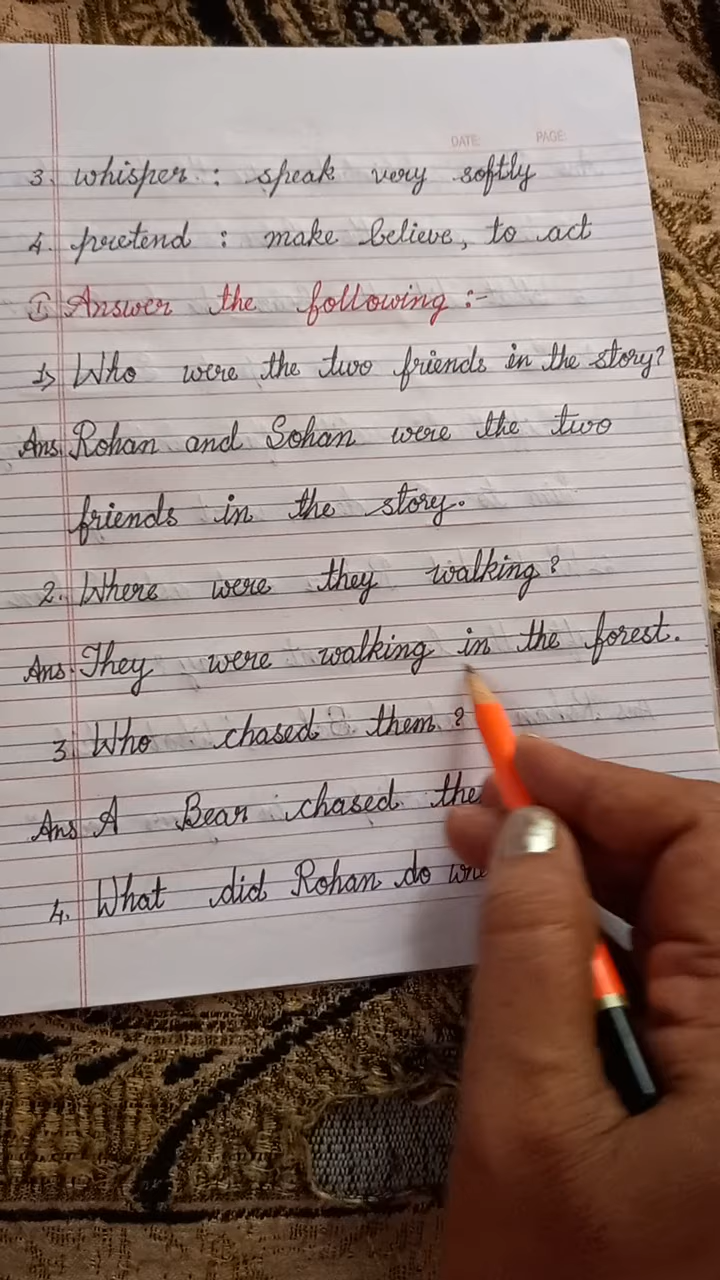 DATE: PAGE:
3. whisper : speak very softly
4. pretend : make believe, to act
① Answer the following :-
1) Who were the two friends in the story?
Ans Rohan and Sohan were the two
friends in the story.
2. Where were they walking?
Ans. They were walking in the forest.
3. Who chased them?
Ans A Bear chased the
4. What did Rohan do